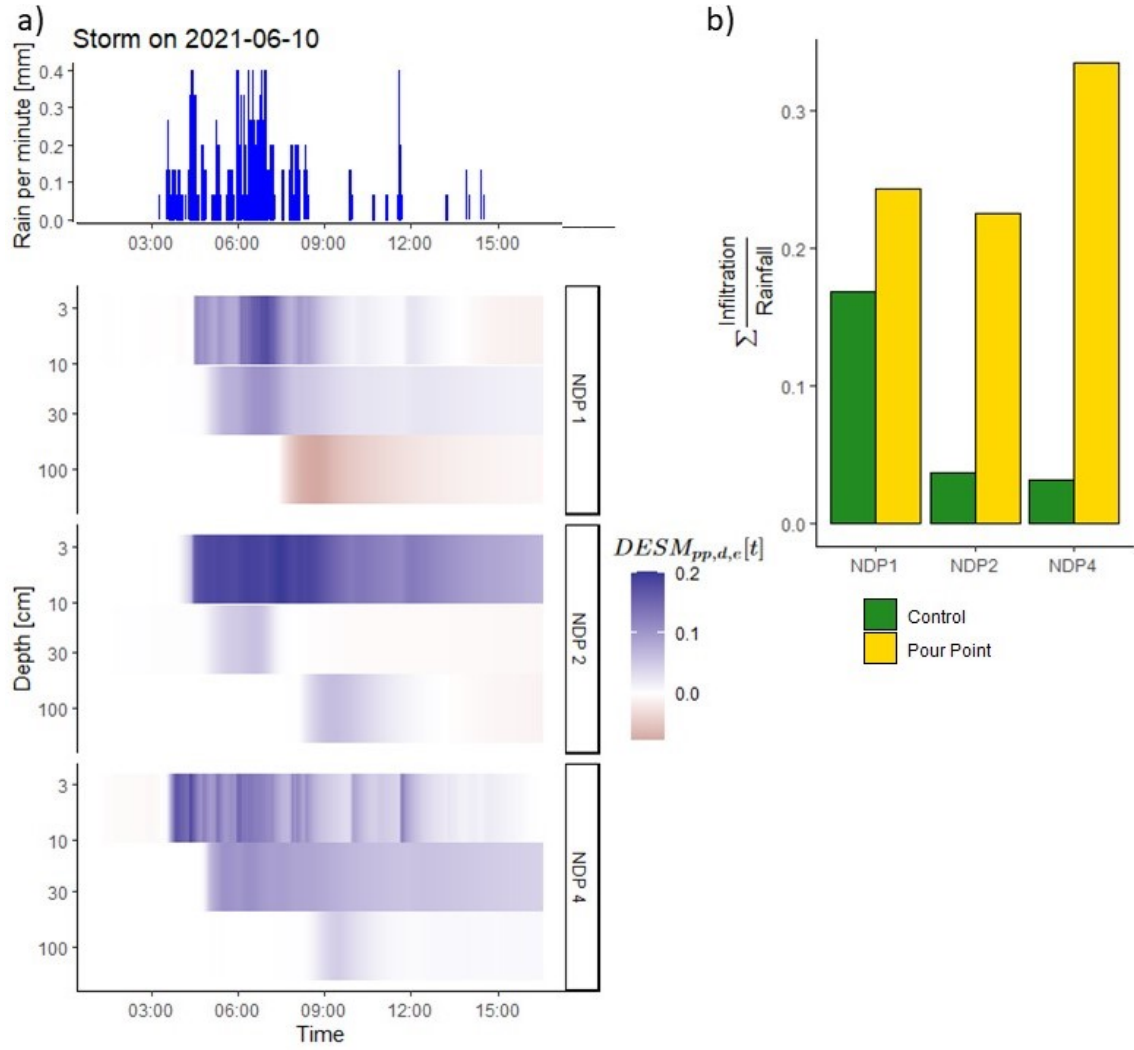 a)
Storm on 2021-06-10
Rain per minute [mm]
0.4
0.3
0.2
0.1
0.0
03:00 06:00 09:00 12:00 15:00
Depth [cm]
3
10
30
100
NDP 1
3
10
30
100
NDP 2
3
10
30
100
NDP 4
03:00 06:00 09:00 12:00 15:00
Time
DESM_{pp,d,e}[t]
0.2
0.1
0.0
b)
Σ Infiltration
Rainfall
0.3
0.2
0.1
0.0
NDP1 NDP2 NDP4
Control
Pour Point